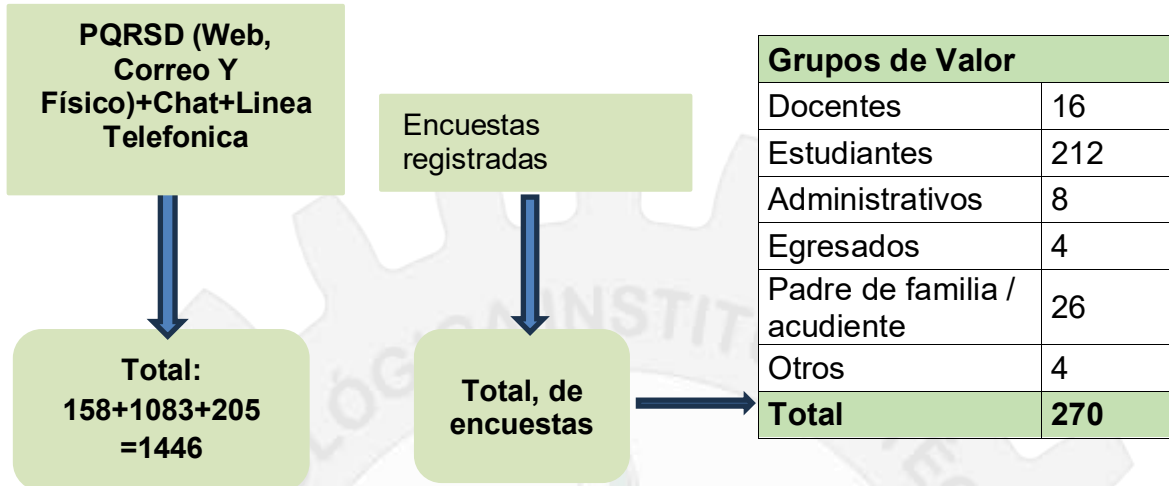 PQRSD (Web,
Correo Y
Físico)+Chat+Linea
Telefonica
Total:
158+1083+205
=1446
Encuestas
registradas
Total, de
encuestas
Grupos de Valor
Docentes 16
Estudiantes 212
Administrativos 8
Egresados 4
Padre de familia /
acudiente 26
Otros 4
Total 270